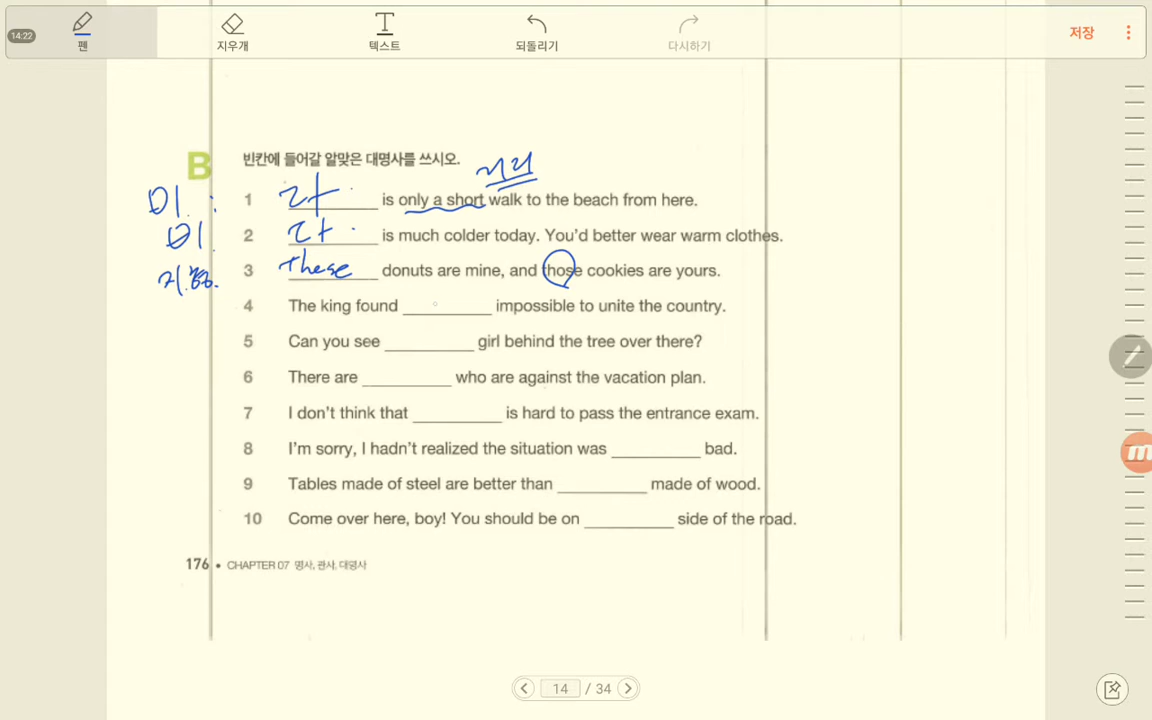 14:22 펜 지우개 텍스트 되돌리기 다시하기 저장
B 빈칸에 들어갈 알맞은 대명사를 쓰시오.
거리
1 is only a short walk to the beach from here.
2 is much colder today. You'd better wear warm clothes.
3 These donuts are mine, and those cookies are yours.
4 The king found ________ impossible to unite the country.
5 Can you see ________ girl behind the tree over there?
6 There are ________ who are against the vacation plan.
7 I don't think that ________ is hard to pass the entrance exam.
8 I'm sorry, I hadn't realized the situation was ________ bad.
9 Tables made of steel are better than ________ made of wood.
10 Come over here, boy! You should be on ________ side of the road.
176 • CHAPTER 07 명사, 관사, 대명사
14 / 34